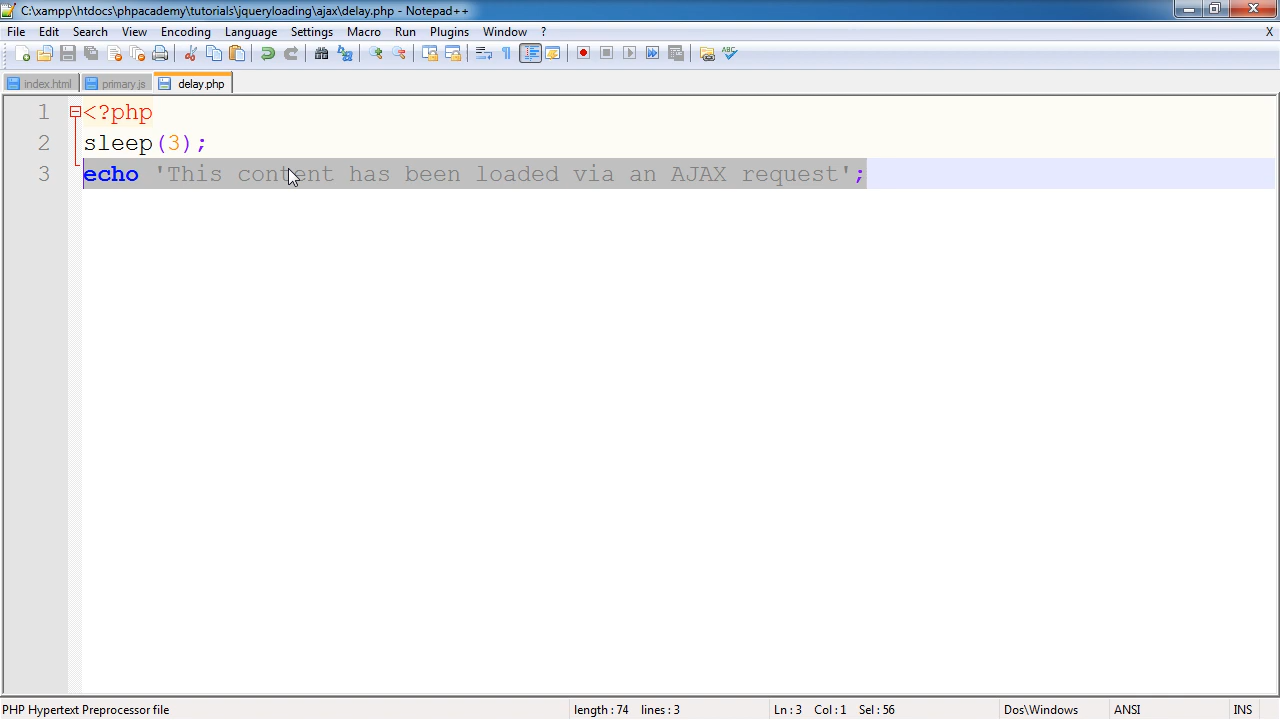 C:\xampp\htdocs\phpacademy\tutorials\jqueryloading\ajax\delay.php - Notepad++
File Edit Search View Encoding Language Settings Macro Run Plugins Window ? X
index.html primary.js delay.php
1 <?php
2 sleep(3);
3 echo 'This content has been loaded via an AJAX request';
PHP Hypertext Preprocessor file length : 74 lines : 3 Ln : 3 Col : 1 Sel : 56 Dos\Windows ANSI INS